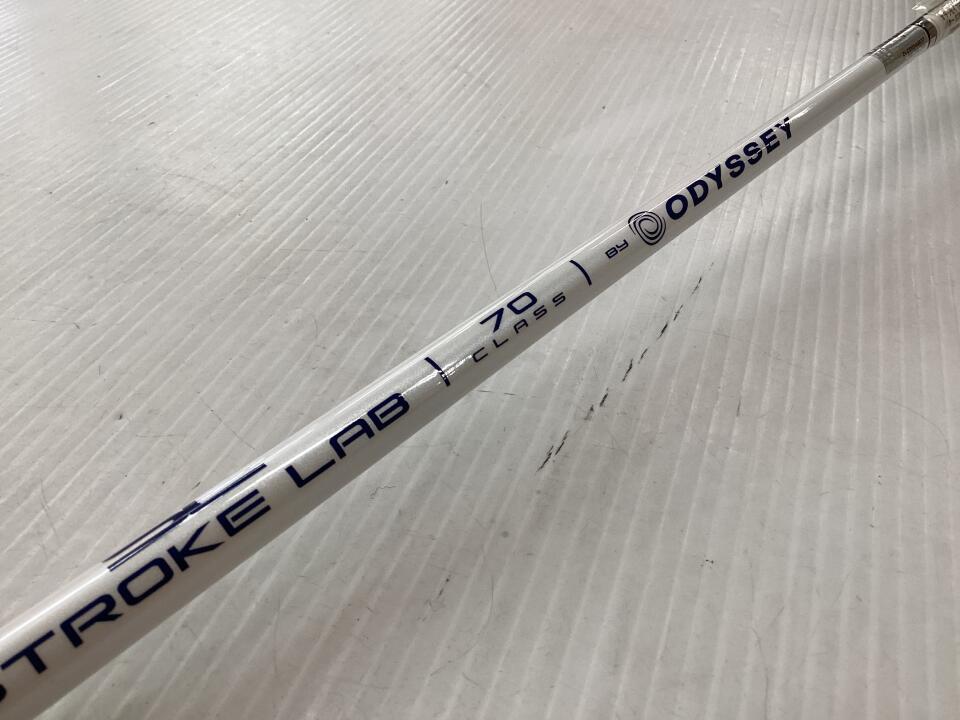 STROKE LAB
70
CLASS
BY ODYSSEY